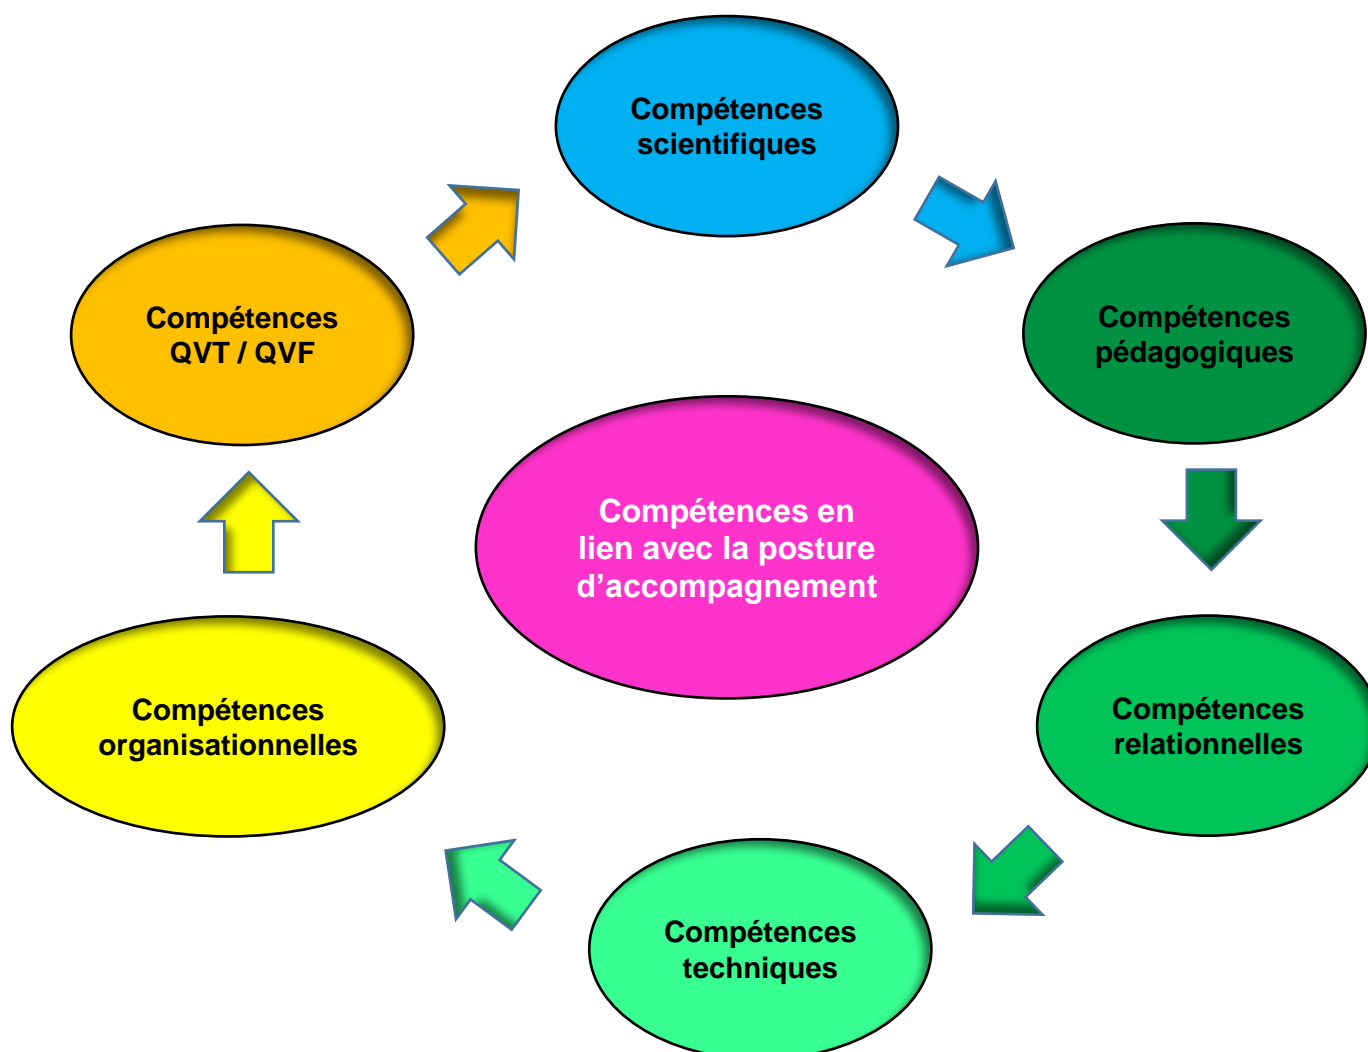 Compétences
scientifiques
Compétences
pédagogiques
Compétences
relationnelles
Compétences
techniques
Compétences
organisationnelles
Compétences
QVT / QVF
Compétences en
lien avec la posture
d’accompagnement